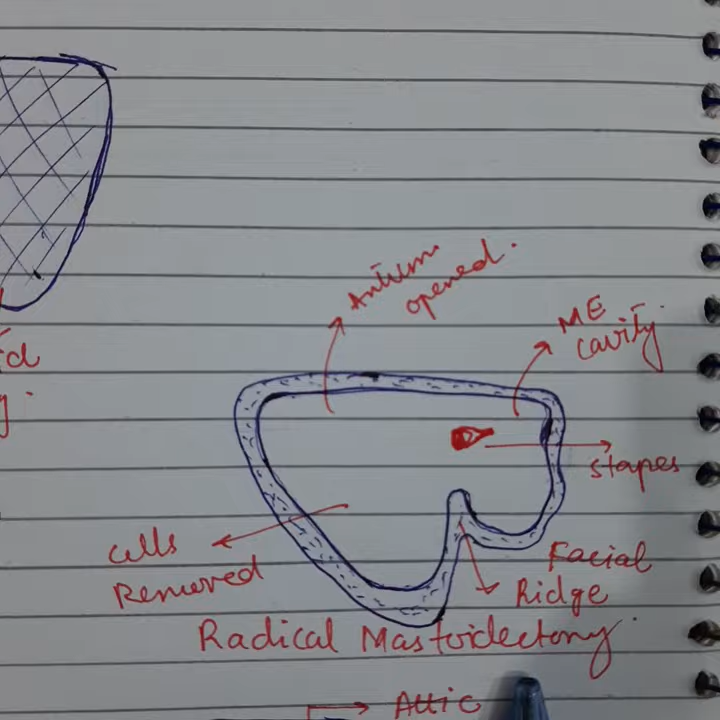 Antrum
opened.
ME
cavity.
stapes
cells
Removed
Facial
Ridge
Radical Mastoidectomy.
Attic